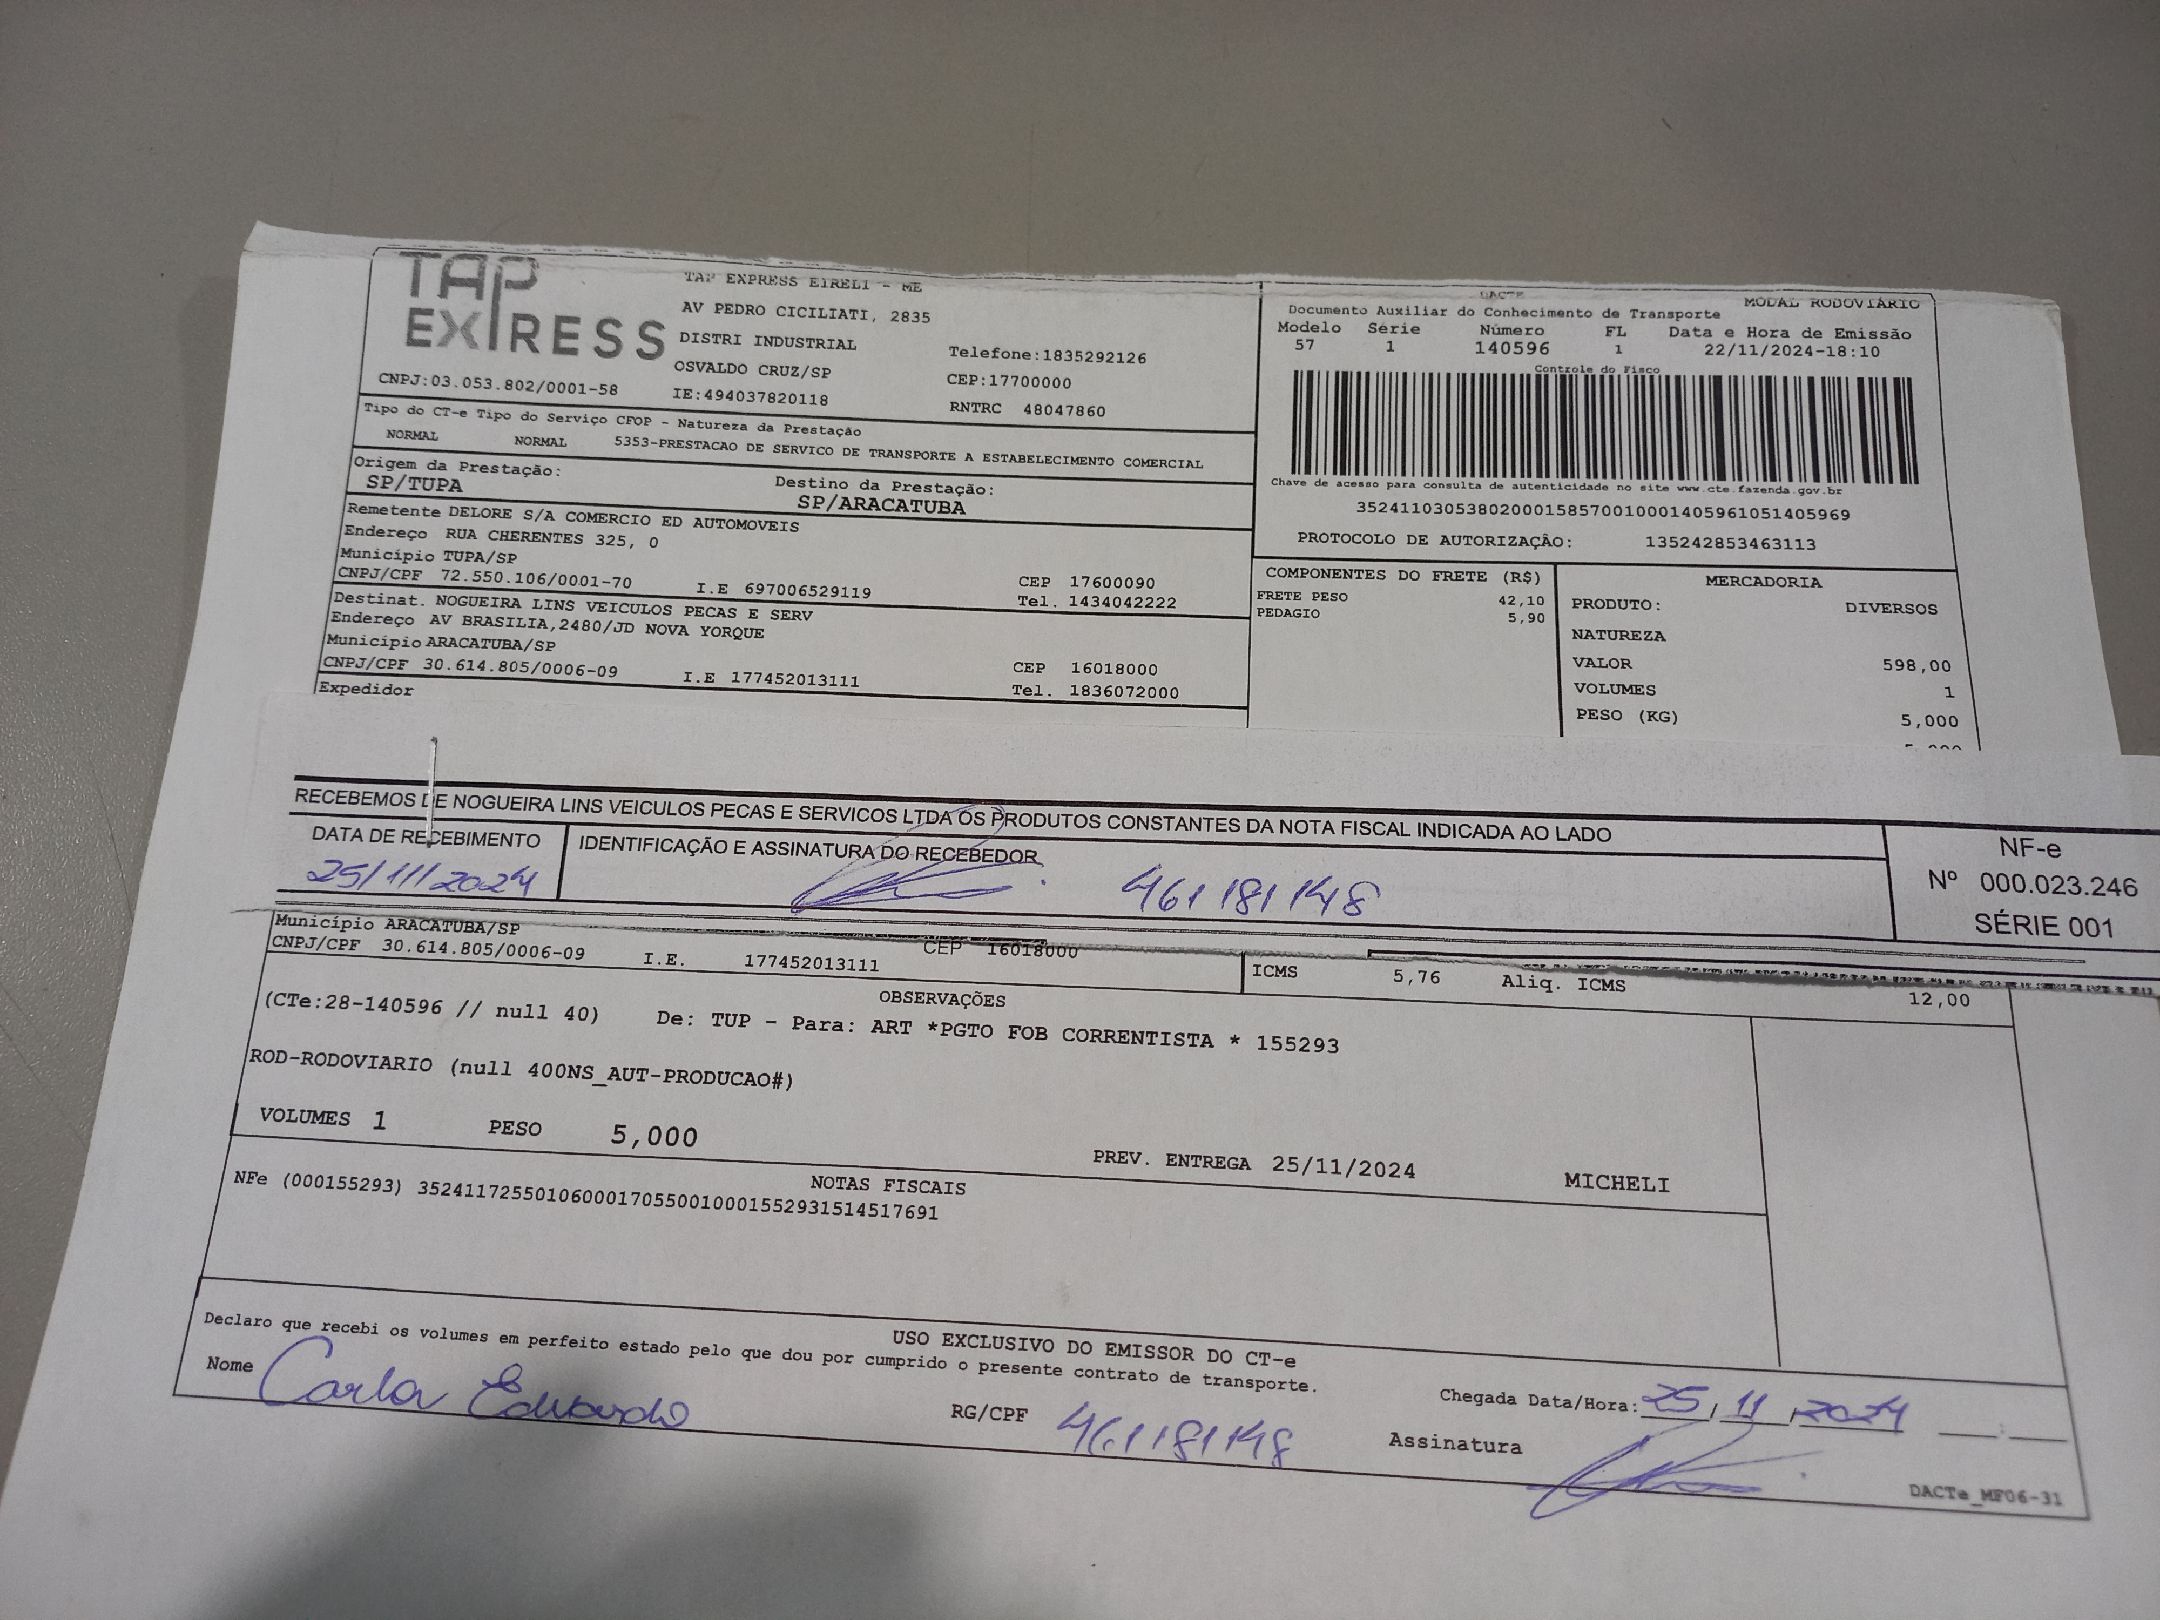 TAP EXPRESS
TAP EXPRESS EIRELI - ME
AV PEDRO CICILIATI, 2835
DISTRI INDUSTRIAL
Telefone:1835292126
OSVALDO CRUZ/SP
CEP:17700000
CNPJ:03.053.802/0001-58
IE:494037820118
RNTRC 48047860
DACTE
MODAL RODOVIÁRIO
Documento Auxiliar do Conhecimento de Transporte
Modelo Série Número FL Data e Hora de Emissão
57 1 140596 1 22/11/2024-18:10
Controle do Fisco
Chave de acesso para consulta de autenticidade no site www.cte.fazenda.gov.br
35241103053802000158570010001405961051405969
PROTOCOLO DE AUTORIZAÇÃO: 135242853463113
Tipo do CT-e Tipo do Serviço CFOP - Natureza da Prestação
NORMAL NORMAL 5353-PRESTACAO DE SERVICO DE TRANSPORTE A ESTABELECIMENTO COMERCIAL
Origem da Prestação: Destino da Prestação:
SP/TUPA SP/ARACATUBA
Remetente DELORE S/A COMERCIO ED AUTOMOVEIS
Endereço RUA CHERENTES 325, 0
Município TUPA/SP CEP 17600090
CNPJ/CPF 72.550.106/0001-70 I.E 697006529119 Tel. 1434042222
Destinat. NOGUEIRA LINS VEICULOS PECAS E SERV
Endereço AV BRASILIA,2480/JD NOVA YORQUE
Município ARACATUBA/SP CEP 16018000
CNPJ/CPF 30.614.805/0006-09 I.E 177452013111 Tel. 1836072000
Expedidor
COMPONENTES DO FRETE (R$)
FRETE PESO 42,10
PEDAGIO 5,90
MERCADORIA
PRODUTO: DIVERSOS
NATUREZA
VALOR 598,00
VOLUMES 1
PESO (KG) 5,000
RECEBEMOS DE NOGUEIRA LINS VEICULOS PECAS E SERVICOS LTDA OS PRODUTOS CONSTANTES DA NOTA FISCAL INDICADA AO LADO
DATA DE RECEBIMENTO
25/11/2024
IDENTIFICAÇÃO E ASSINATURA DO RECEBEDOR
461181148
NF-e
Nº 000.023.246
SÉRIE 001
Município ARACATUBA/SP CEP 16018000
CNPJ/CPF 30.614.805/0006-09 I.E. 177452013111
ICMS 5,76 Aliq. ICMS 12,00
OBSERVAÇÕES
(CTe:28-140596 // null 40) De: TUP - Para: ART *PGTO FOB CORRENTISTA * 155293
ROD-RODOVIARIO (null 400NS_AUT-PRODUCAO#)
VOLUMES 1 PESO 5,000 PREV. ENTREGA 25/11/2024 MICHELI
NOTAS FISCAIS
NFe (000155293) 35241172550106000170550010001552931514517691
USO EXCLUSIVO DO EMISSOR DO CT-e
Declaro que recebi os volumes em perfeito estado pelo que dou por cumprido o presente contrato de transporte.
Nome Carlos Eduardo RG/CPF 461181148
Chegada Data/Hora: 25/11/2024
Assinatura
DACTe_MF06-31